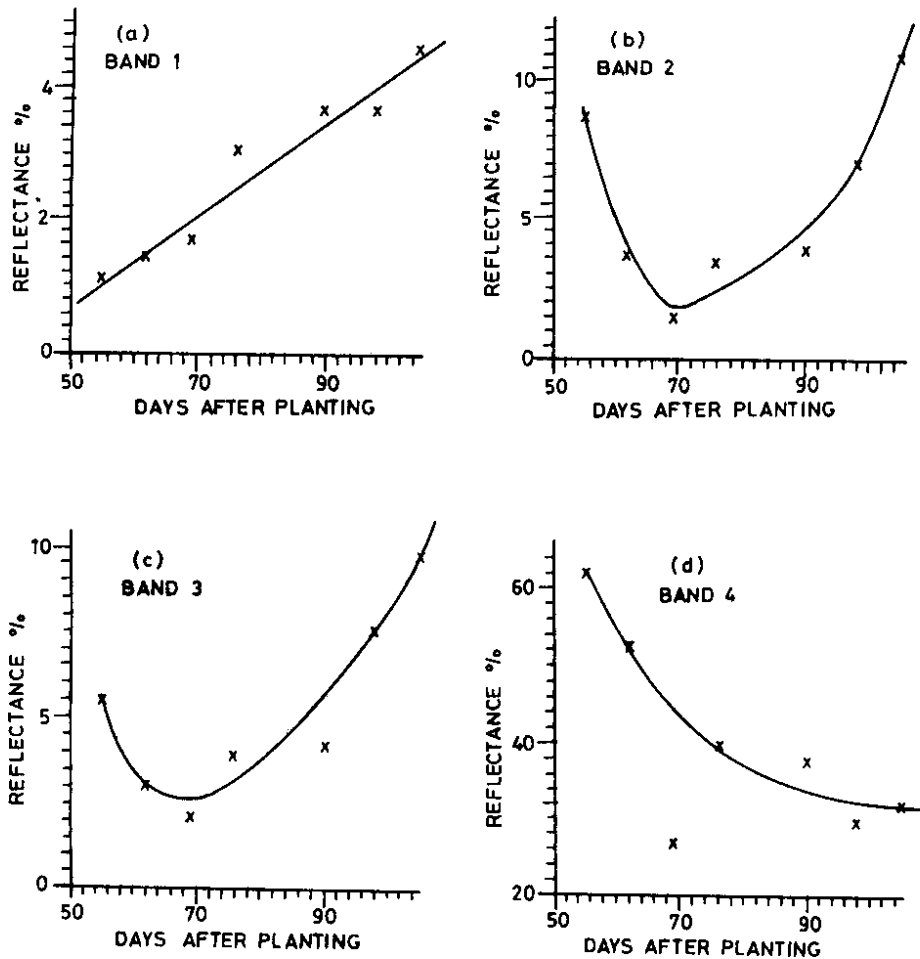 (a)
BAND 1
REFLECTANCE %
4
2
0
50
70
90
DAYS AFTER PLANTING
(b)
BAND 2
REFLECTANCE %
10
5
0
50
70
90
DAYS AFTER PLANTING
(c)
BAND 3
REFLECTANCE %
10
5
0
50
70
90
DAYS AFTER PLANTING
(d)
BAND 4
REFLECTANCE %
60
40
20
50
70
90
DAYS AFTER PLANTING